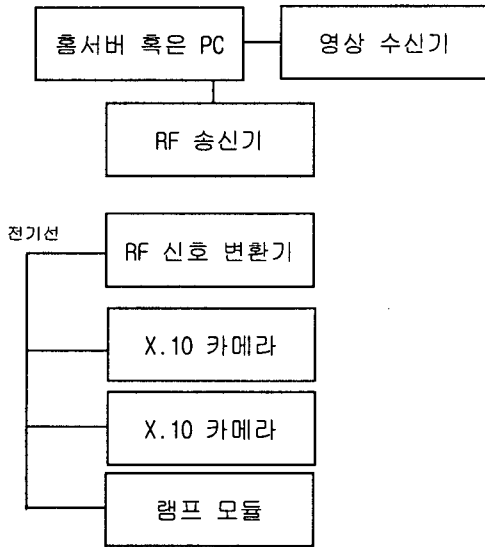 홈서버 혹은 PC
영상 수신기
RF 송신기
전기선
RF 신호 변환기
X.10 카메라
X.10 카메라
램프 모듈